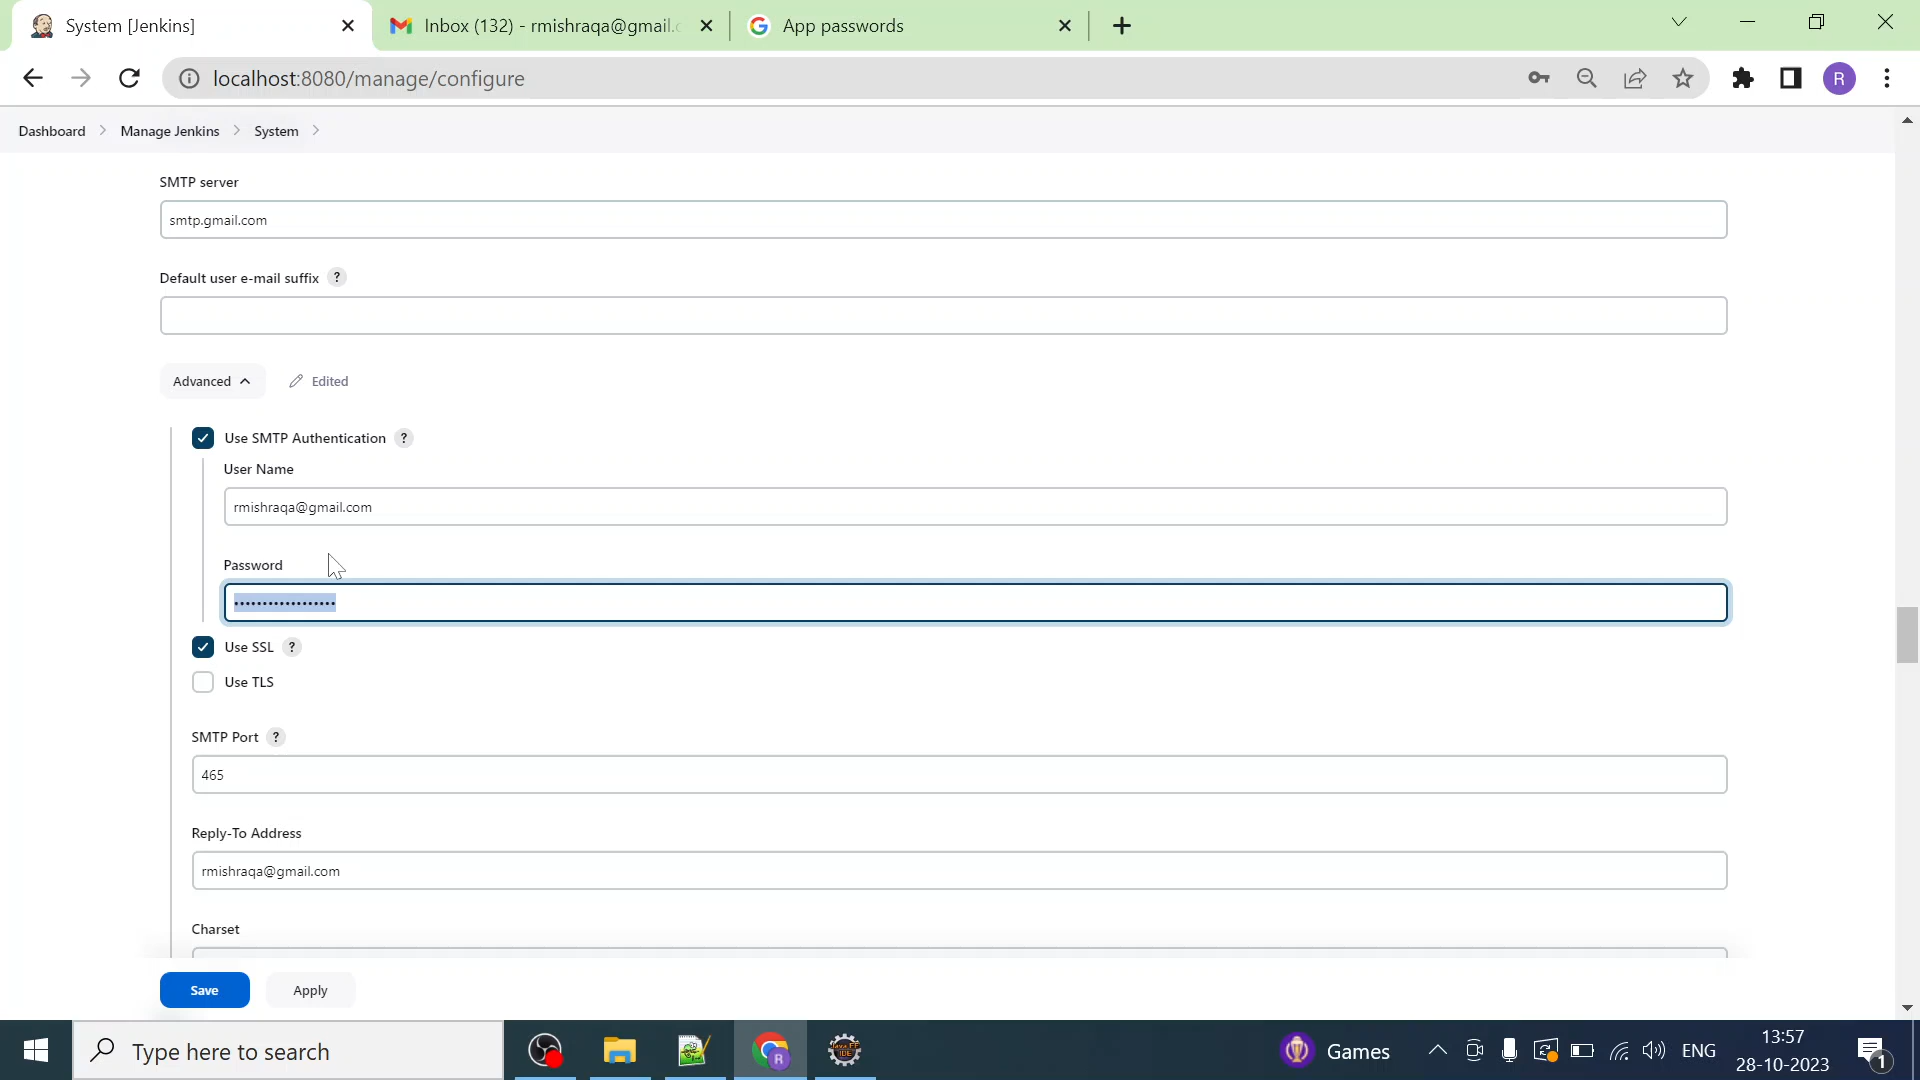 System [Jenkins]
Inbox (132) - rmishraqa@gmail.c
App passwords
localhost:8080/manage/configure
R
Dashboard
Manage Jenkins
System
SMTP server
smtp.gmail.com
Default user e-mail suffix ?
Advanced
Edited
Use SMTP Authentication ?
User Name
rmishraqa@gmail.com
Password
••••••••••••••••••
Use SSL ?
Use TLS
SMTP Port ?
465
Reply-To Address
rmishraqa@gmail.com
Charset
Save
Apply
Type here to search
Games
ENG
13:57
28-10-2023
1